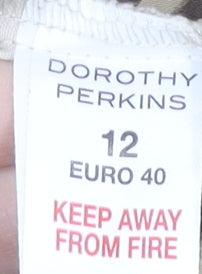 DOROTHY
PERKINS
12
EURO 40
KEEP AWAY
FROM FIRE